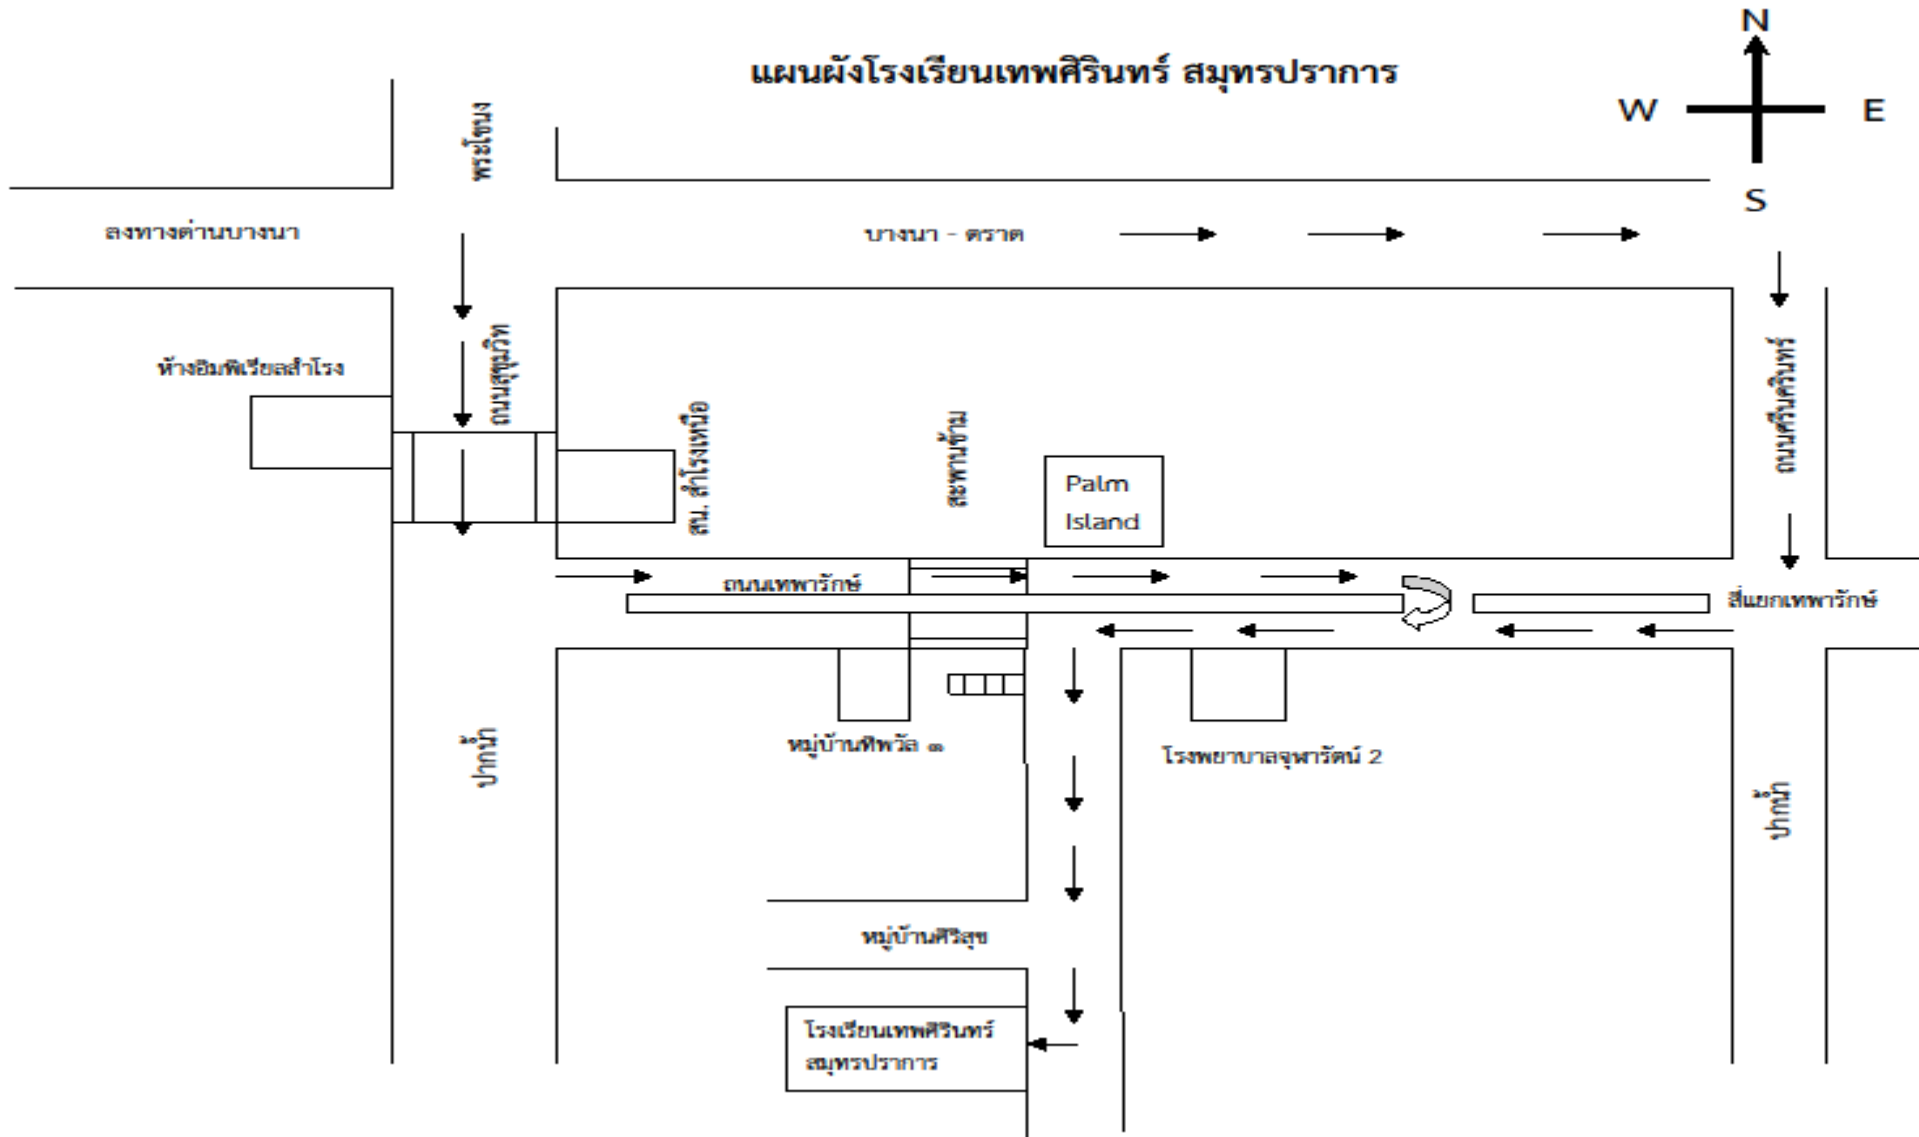 N
แผนผังโรงเรียนเทพศิรินทร์ สมุทรปราการ
W
E
S
พระโขนง
ลงทางด่านบางนา
บางนา - ตราด
ห้างอิมพิเรียลสำโรง
ถนนสุขุมวิท
ถนนศรีนครินทร์
สน. สำโรงเหนือ
สะพานข้าม
Palm
Island
ถนนเทพารักษ์
สี่แยกเทพารักษ์
ปากน้ำ
หมู่บ้านทิพวัล ๑
โรงพยาบาลจุฬารัตน์ 2
ปากน้ำ
หมู่บ้านศิริสุข
โรงเรียนเทพศิรินทร์
สมุทรปราการ